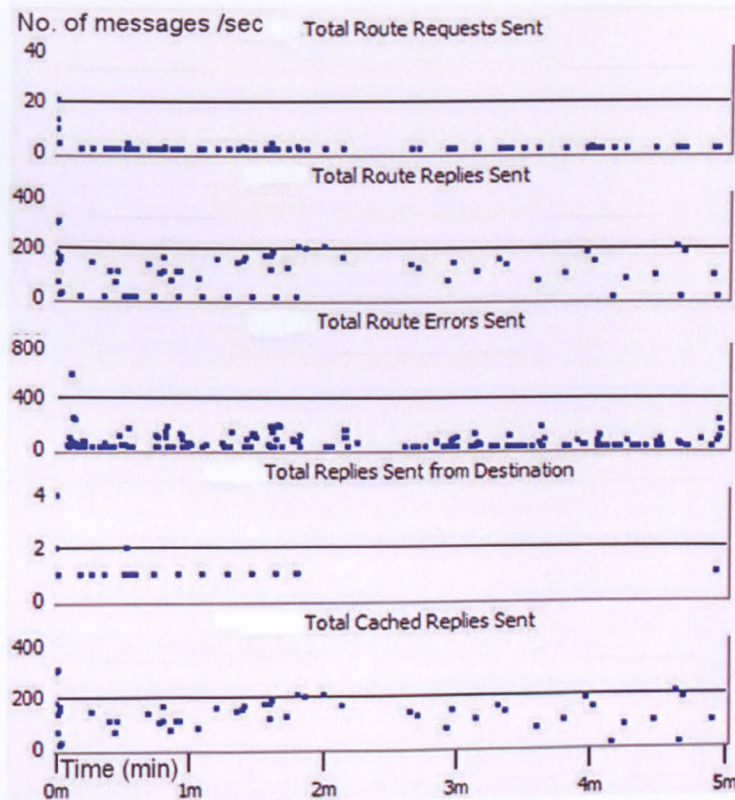 No. of messages /sec
Total Route Requests Sent
40
20
0
Total Route Replies Sent
400
200
0
Total Route Errors Sent
800
400
0
Total Replies Sent from Destination
4
2
0
Total Cached Replies Sent
400
200
0
Time (min)
0m 1m 2m 3m 4m 5m